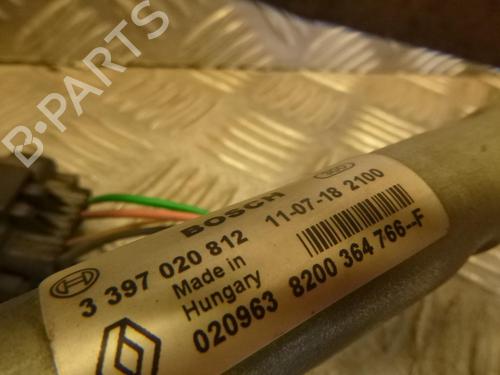 B-PARTS
BOSCH
3 397 020 812
11-07-18 2100
Made in
Hungary
020963
8200 364 766--F